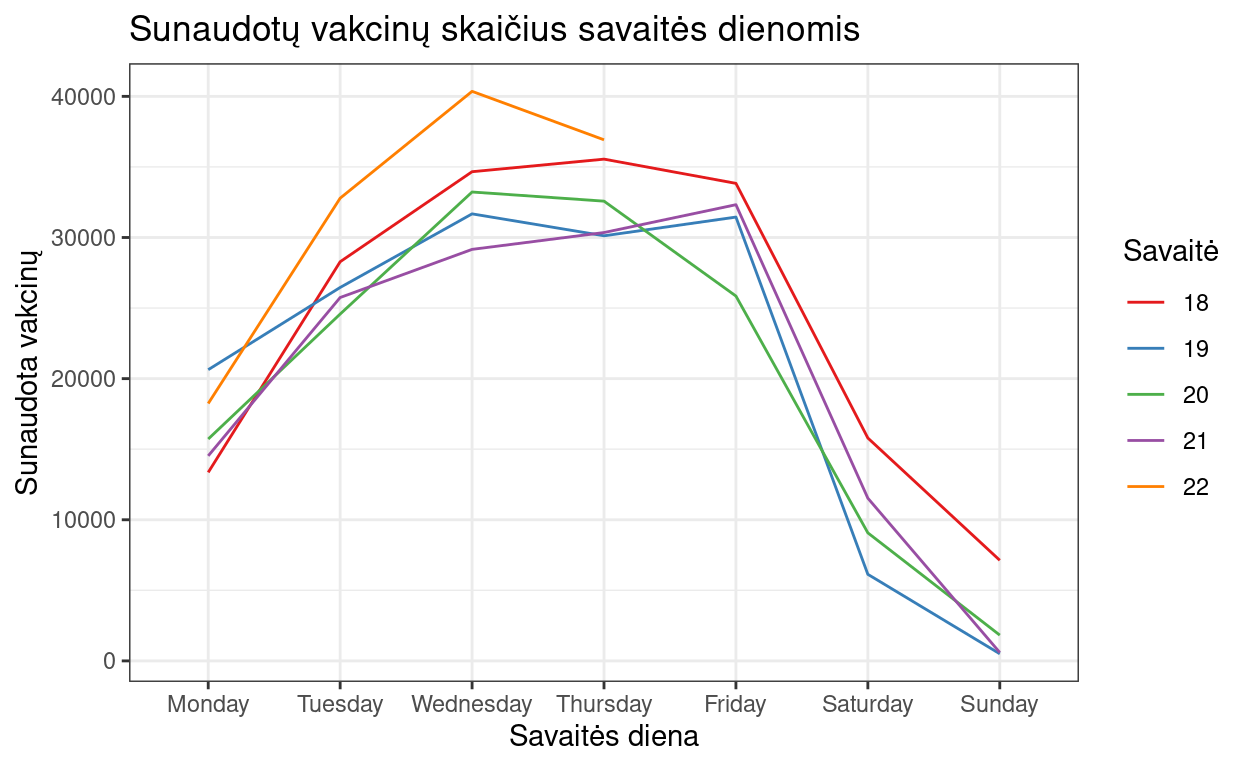 Sunaudotų vakcinų skaičius savaitės dienomis
Sunaudota vakcinų
40000
30000
20000
10000
0
Monday Tuesday Wednesday Thursday Friday Saturday Sunday
Savaitės diena
Savaitė
18
19
20
21
22